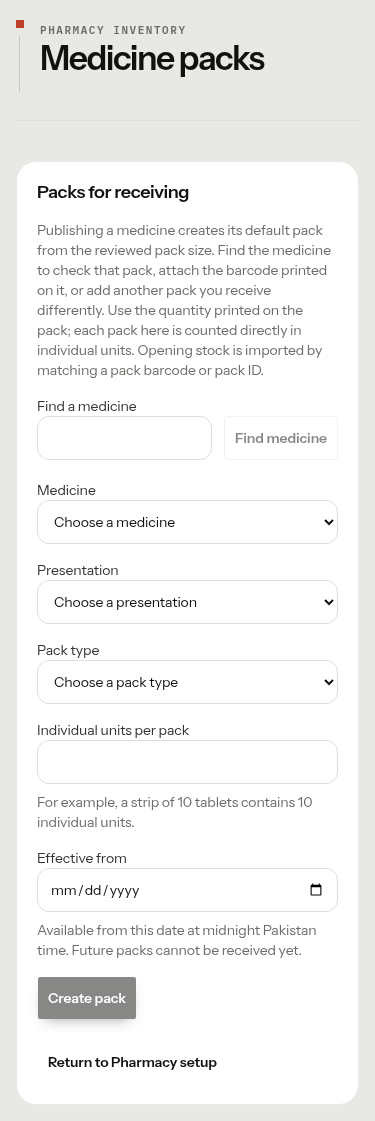 PHARMACY INVENTORY
Medicine packs
Packs for receiving
Publishing a medicine creates its default pack
from the reviewed pack size. Find the medicine
to check that pack, attach the barcode printed
on it, or add another pack you receive
differently. Use the quantity printed on the
pack; each pack here is counted directly in
individual units. Opening stock is imported by
matching a pack barcode or pack ID.
Find a medicine
Find medicine
Medicine
Choose a medicine
Presentation
Choose a presentation
Pack type
Choose a pack type
Individual units per pack
For example, a strip of 10 tablets contains 10
individual units.
Effective from
mm/dd/yyyy
Available from this date at midnight Pakistan
time. Future packs cannot be received yet.
Create pack
Return to Pharmacy setup